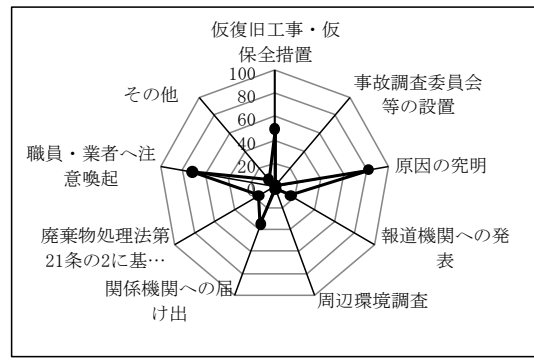 仮復旧工事・仮
保全措置
100
80
60
40
20
0
事故調査委員会
等の設置
原因の究明
報道機関への発
表
周辺環境調査
関係機関への届
け出
廃棄物処理法第
21条の2に基…
職員・業者へ注
意喚起
その他